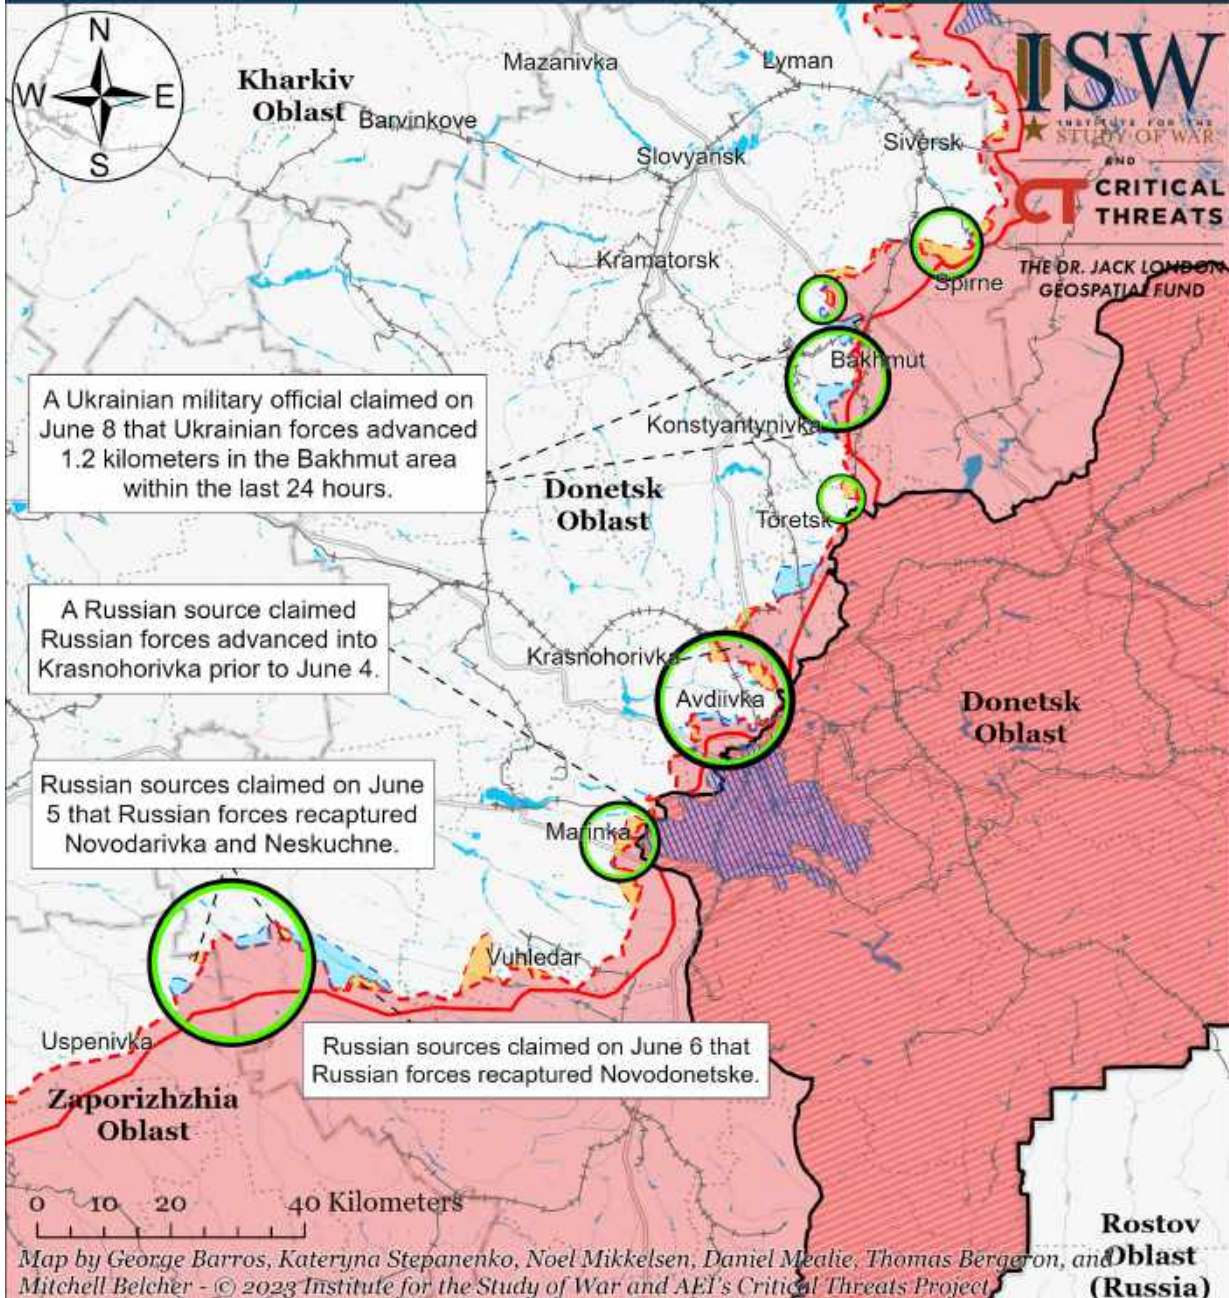 N
W E
S
Kharkiv
Oblast
Mazanivka
Lyman
Barvinkove
Slovyansk
Siversk
ISW
INSTITUTE FOR THE
STUDY OF WAR
AND
CT CRITICAL
THREATS
THE DR. JACK LONDON
GEOSPATIAL FUND
Kramatorsk
Spirne
Bakhmut
A Ukrainian military official claimed on
June 8 that Ukrainian forces advanced
1.2 kilometers in the Bakhmut area
within the last 24 hours.
Konstyantynivka
Donetsk
Oblast
Toretsk
A Russian source claimed
Russian forces advanced into
Krasnohorivka prior to June 4.
Krasnohorivka
Avdiivka
Donetsk
Oblast
Russian sources claimed on June
5 that Russian forces recaptured
Novodarivka and Neskuchne.
Marinka
Vuhledar
Uspenivka
Russian sources claimed on June 6 that
Russian forces recaptured Novodonetske.
Zaporizhzhia
Oblast
0 10 20 40 Kilometers
Rostov
Oblast
(Russia)
Map by George Barros, Kateryna Stepanenko, Noel Mikkelsen, Daniel Mealie, Thomas Bergeron, and
Mitchell Belcher - © 2023 Institute for the Study of War and AEI's Critical Threats Project